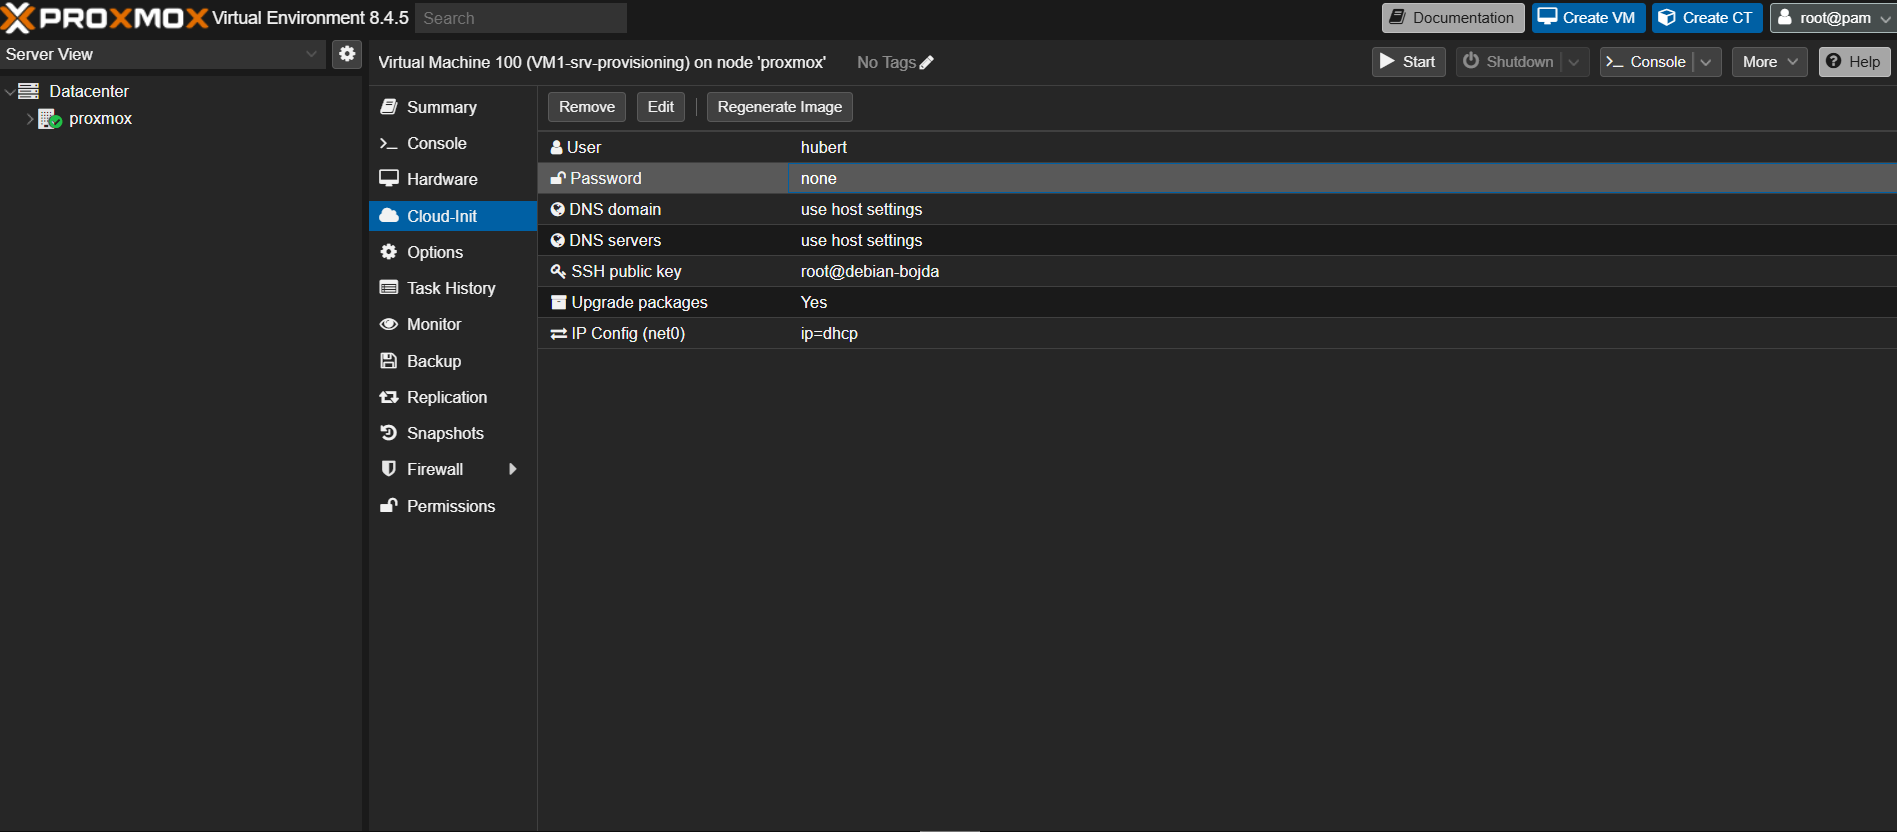 PROXMOX Virtual Environment 8.4.5 Search Documentation Create VM Create CT root@pam
Server View
Virtual Machine 100 (VM1-srv-provisioning) on node 'proxmox' No Tags Start Shutdown Console More Help
Datacenter
proxmox
Summary
Console
Hardware
Cloud-Init
Options
Task History
Monitor
Backup
Replication
Snapshots
Firewall
Permissions
Remove Edit Regenerate Image
User hubert
Password none
DNS domain use host settings
DNS servers use host settings
SSH public key root@debian-bojda
Upgrade packages Yes
IP Config (net0) ip=dhcp